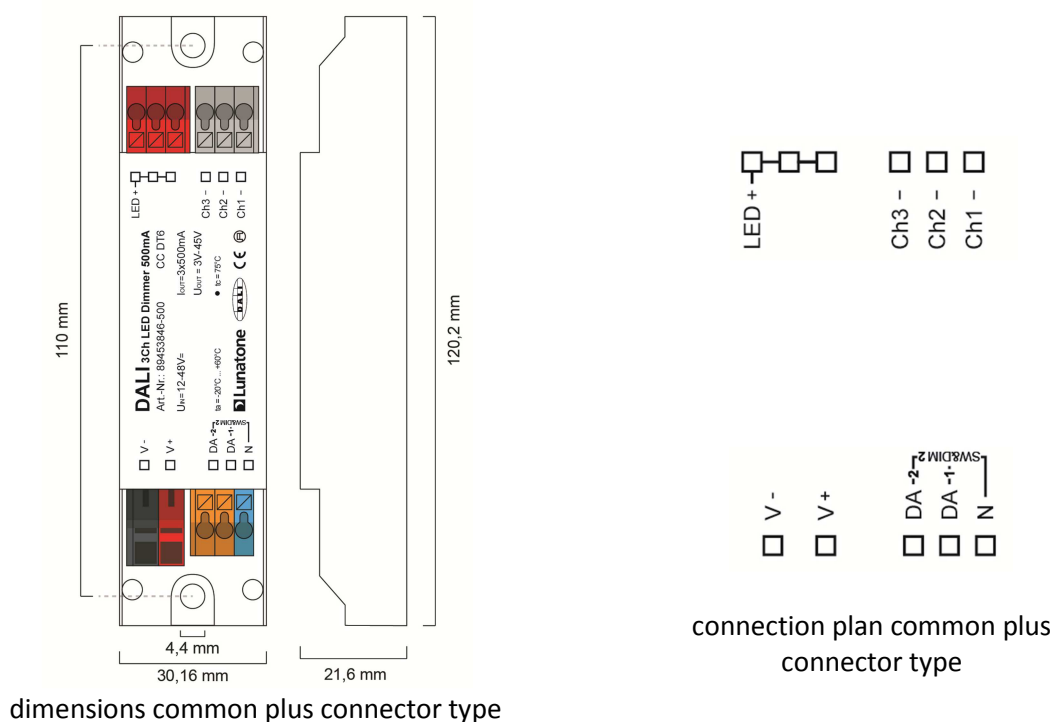 110 mm
LED +
Ch3 -
Ch2 -
Ch1 -
DALI 3Ch LED Dimmer 500mA
CC DT6
Art.-Nr.: 89453846-500
IOUT=3x500mA
UOUT = 3V-45V
UIN=12-48V=
tc=75°C
ta=-20°C ... +60°C
DALI
CE
Lunatone
V -
V +
DA -2-
DA -1-
N
SW&DIM 2
120,2 mm
4,4 mm
30,16 mm
21,6 mm
dimensions common plus connector type
LED +
Ch3 -
Ch2 -
Ch1 -
V -
V +
DA -2-
DA -1-
N
SW&DIM 2
connection plan common plus
connector type